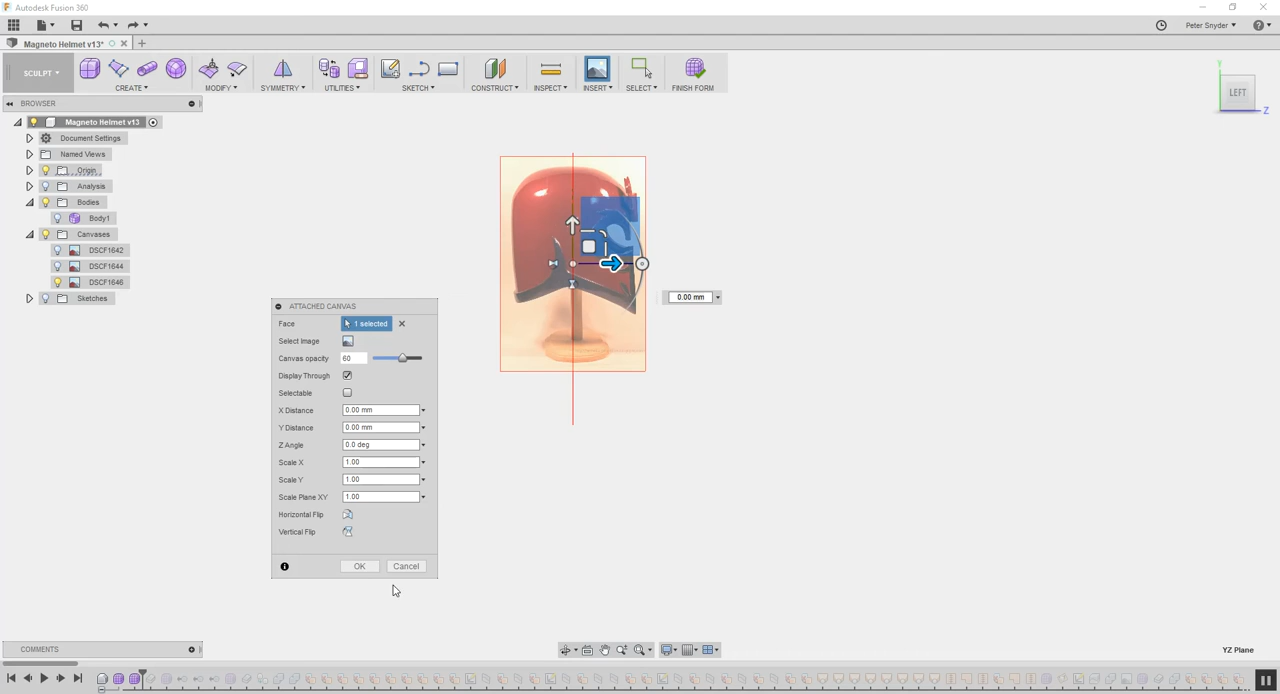 Autodesk Fusion 360
Peter Snyder
Magneto Helmet v13*
SCULPT
CREATE
MODIFY
SYMMETRY
UTILITIES
SKETCH
CONSTRUCT
INSPECT
INSERT
SELECT
FINISH FORM
BROWSER
Magneto Helmet v13
Document Settings
Named Views
Origin
Analysis
Bodies
Body1
Canvases
DSCF1642
DSCF1644
DSCF1646
Sketches
Y
LEFT
Z
0.00 mm
ATTACHED CANVAS
Face 1 selected
Select Image
Canvas opacity 60
Display Through
Selectable
X Distance 0.00 mm
Y Distance 0.00 mm
Z Angle 0.0 deg
Scale X 1.00
Scale Y 1.00
Scale Plane XY 1.00
Horizontal Flip
Vertical Flip
OK Cancel
COMMENTS
YZ Plane